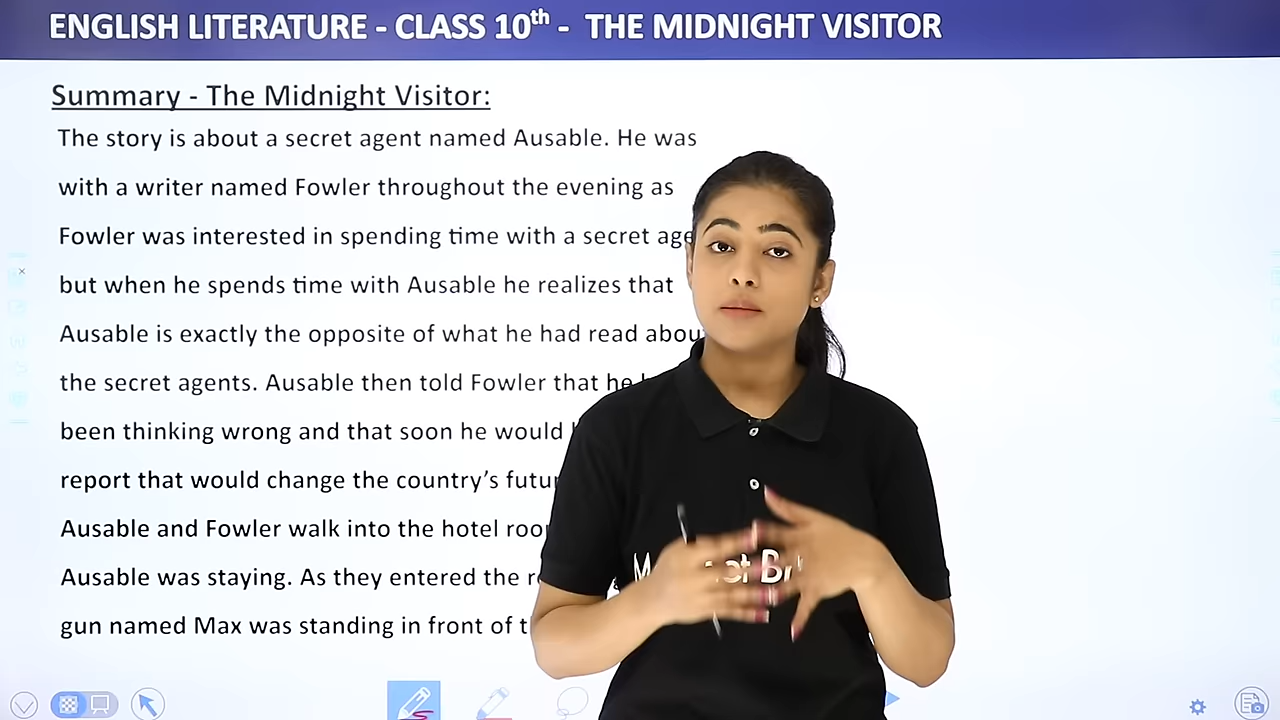 ENGLISH LITERATURE - CLASS 10th - THE MIDNIGHT VISITOR
Summary - The Midnight Visitor:
The story is about a secret agent named Ausable. He was
with a writer named Fowler throughout the evening as
Fowler was interested in spending time with a secret
but when he spends time with Ausable he realizes that
Ausable is exactly the opposite of what he had read
the secret agents. Ausable then told Fowler that he
been thinking wrong and that soon he would
report that would change the country's
Ausable and Fowler walk into the hotel
Ausable was staying. As they entered the
gun named Max was standing in front of